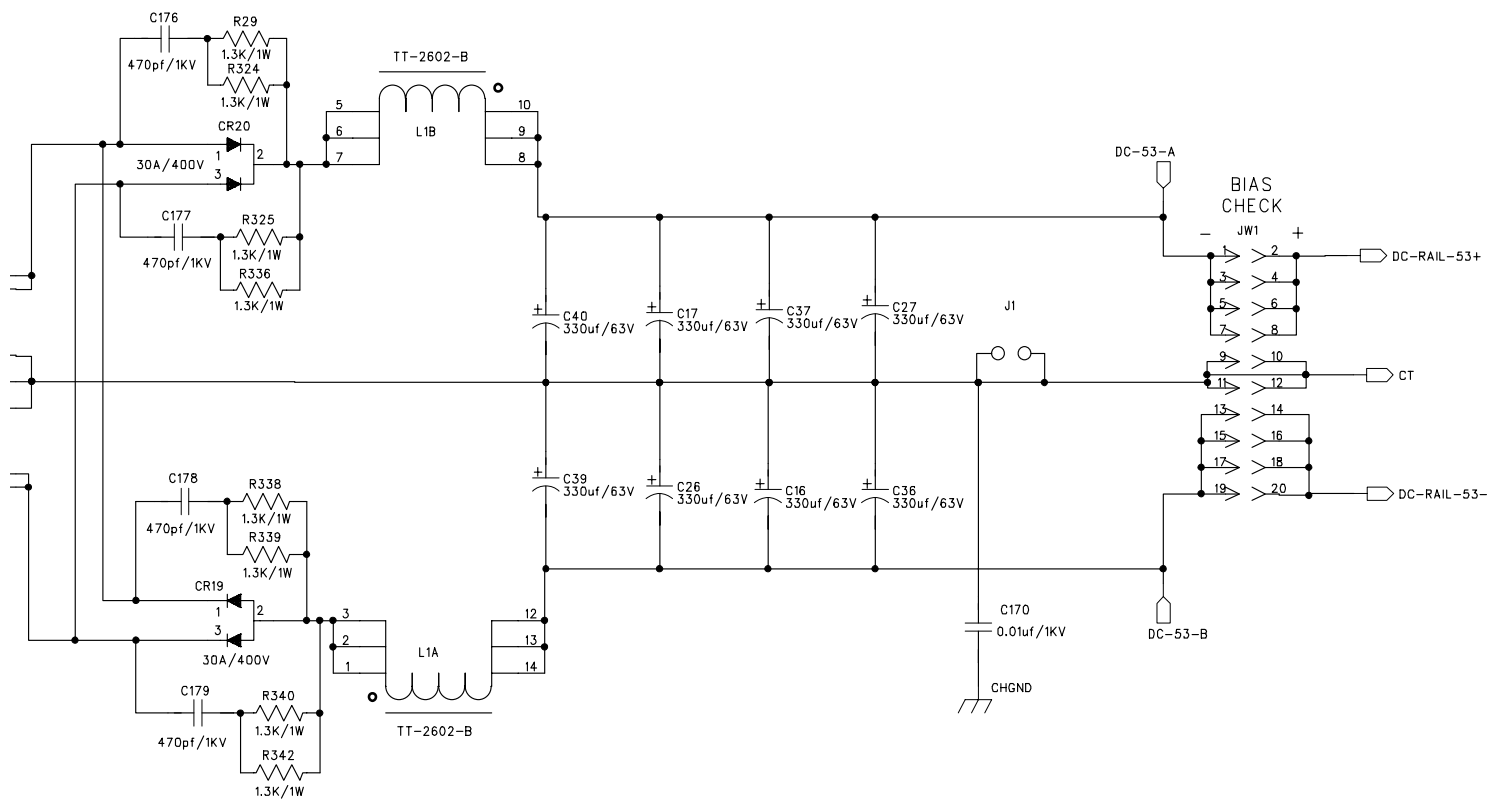 C176
R29
470pf/1KV
1.3K/1W
R324
1.3K/1W
TT-2602-B
L1B
5
6
7
10
9
8
CR20
1
2
3
30A/400V
C177
R325
470pf/1KV
1.3K/1W
R336
1.3K/1W
DC-53-A
BIAS
CHECK
JW1
- +
1 2
3 4
5 6
7 8
9 10
11 12
13 14
15 16
17 18
19 20
DC-RAIL-53+
CT
DC-RAIL-53-
+ C40
330uf/63V
+ C17
330uf/63V
+ C37
330uf/63V
+ C27
330uf/63V
J1
+ C39
330uf/63V
+ C26
330uf/63V
+ C16
330uf/63V
+ C36
330uf/63V
C178
R338
470pf/1KV
1.3K/1W
R339
1.3K/1W
CR19
1
2
3
30A/400V
3
2
1
12
13
14
L1A
TT-2602-B
C179
R340
470pf/1KV
1.3K/1W
R342
1.3K/1W
C170
0.01uf/1KV
CHGND
DC-53-B